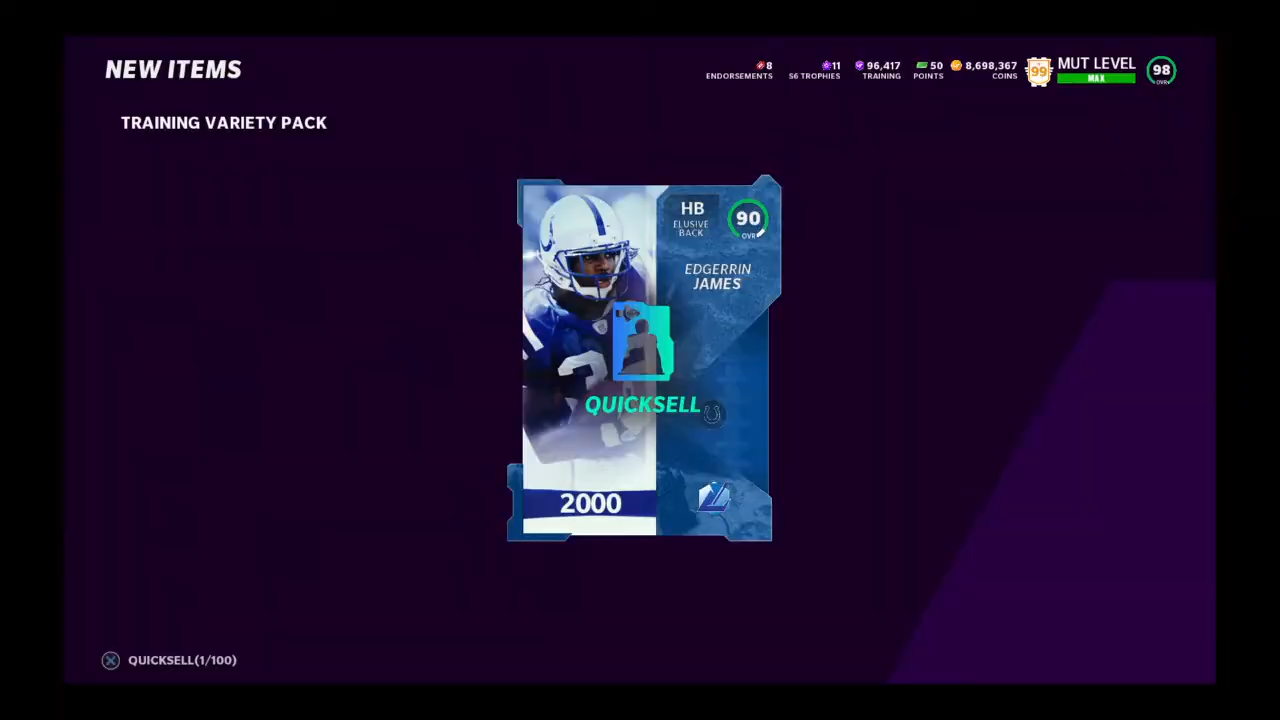 NEW ITEMS
8
ENDORSEMENTS
11
S6 TROPHIES
96,417
TRAINING
50
POINTS
8,698,367
COINS
99
MUT LEVEL
MAX
98
OVR
TRAINING VARIETY PACK
HB
ELUSIVE
BACK
90
OVR
EDGERRIN
JAMES
QUICKSELL
2000
QUICKSELL(1/100)